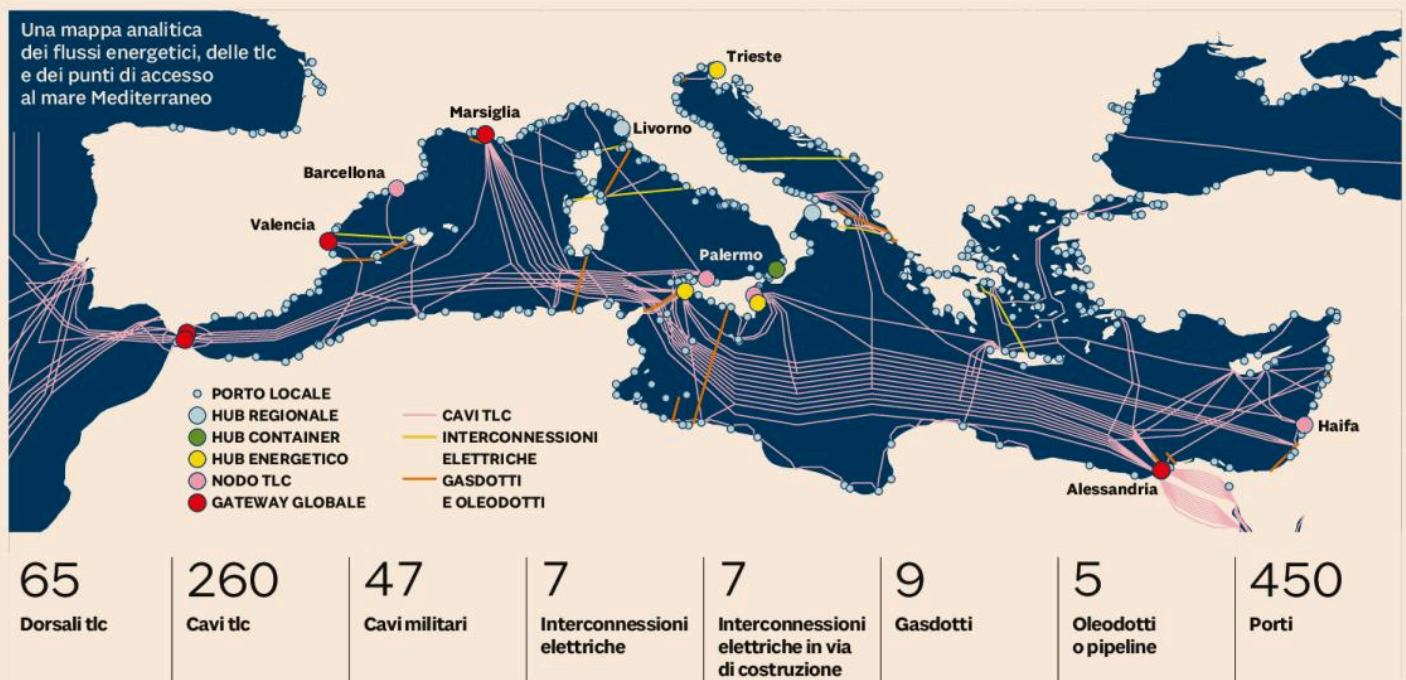 Una mappa analitica
dei flussi energetici, delle tlc
e dei punti di accesso
al mare Mediterraneo
Trieste
Marsiglia
Livorno
Barcellona
Valencia
Palermo
Haifa
Alessandria
PORTO LOCALE
HUB REGIONALE
HUB CONTAINER
HUB ENERGETICO
NODO TLC
GATEWAY GLOBALE
CAVI TLC
INTERCONNESSIONI
ELETTRICHE
GASDOTTI
E OLEODOTTI
65
Dorsali tlc
260
Cavi tlc
47
Cavi militari
7
Interconnessioni
elettriche
7
Interconnessioni
elettriche in via
di costruzione
9
Gasdotti
5
Oleodotti
o pipeline
450
Porti